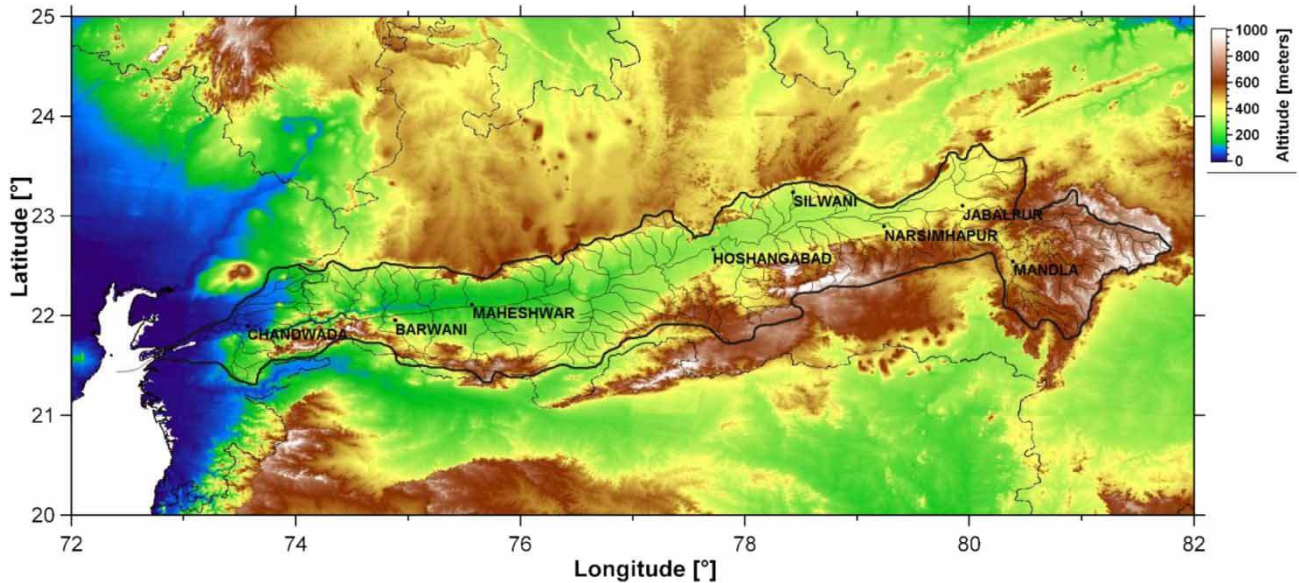 25
24
23
22
21
20
Latitude [°]
72
74
76
78
80
82
Longitude [°]
1000
800
600
400
200
0
Altitude [meters]
SILWANI
JABALPUR
NARSIMHAPUR
HOSHANGABAD
MANDLA
MAHESHWAR
BARWANI
CHANDWADA